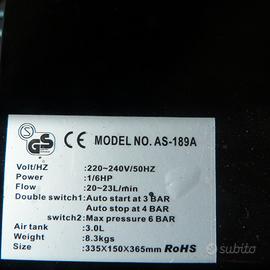 GS CE MODEL NO. AS-189A
Volt/HZ :220~240V/50HZ
Power :1/6HP
Flow :20~23L/min
Double switch1:Auto start at 3 BAR
Auto stop at 4 BAR
switch2:Max pressure 6 BAR
Air tank :3.0L
Weight :8.3kgs
Size :335X150X365mm RoHS
subito